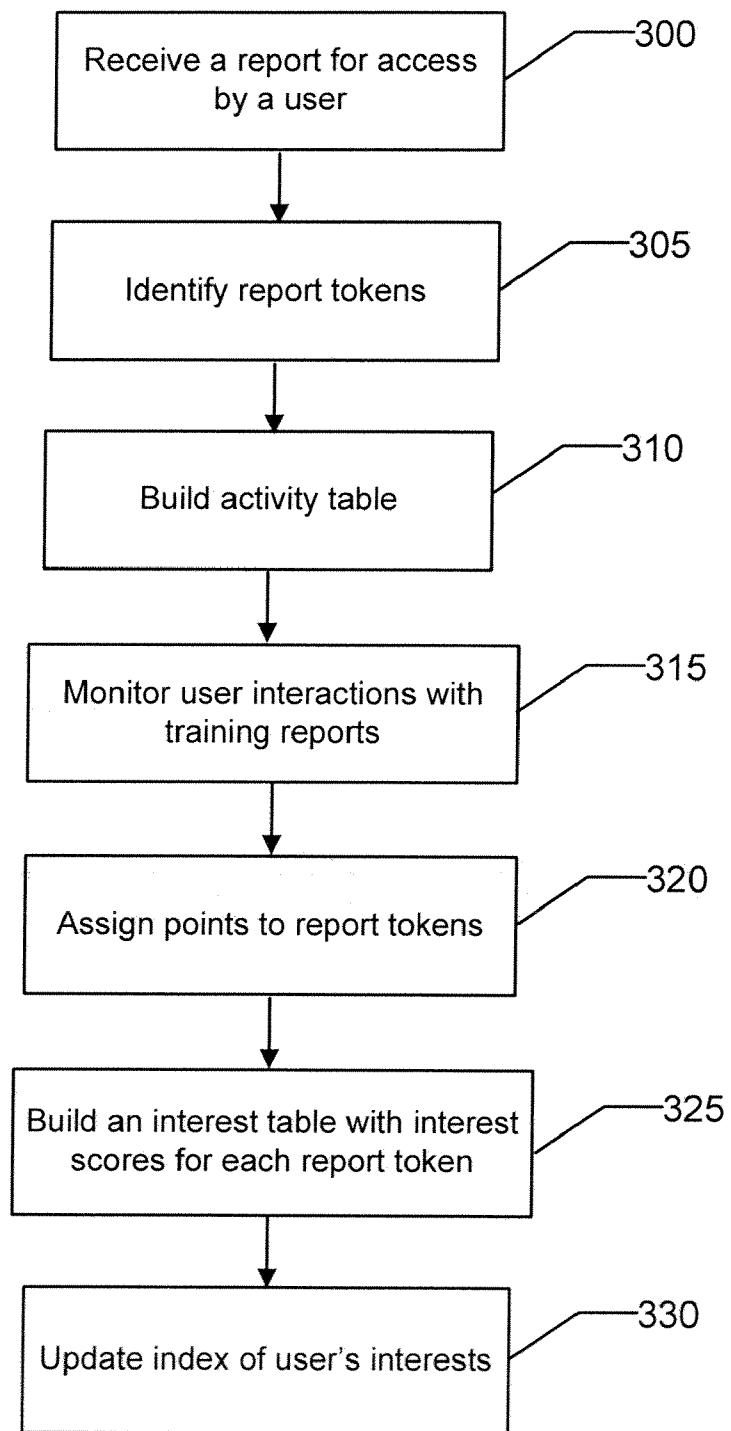 Receive a report for access
by a user
300
Identify report tokens
305
Build activity table
310
Monitor user interactions with
training reports
315
Assign points to report tokens
320
Build an interest table with interest
scores for each report token
325
Update index of user's interests
330